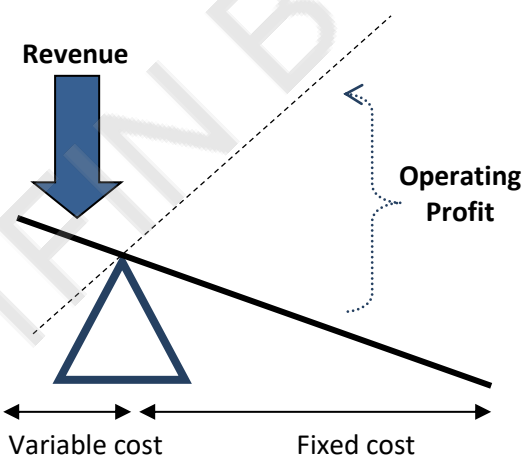 Revenue
Operating
Profit
Variable cost
Fixed cost